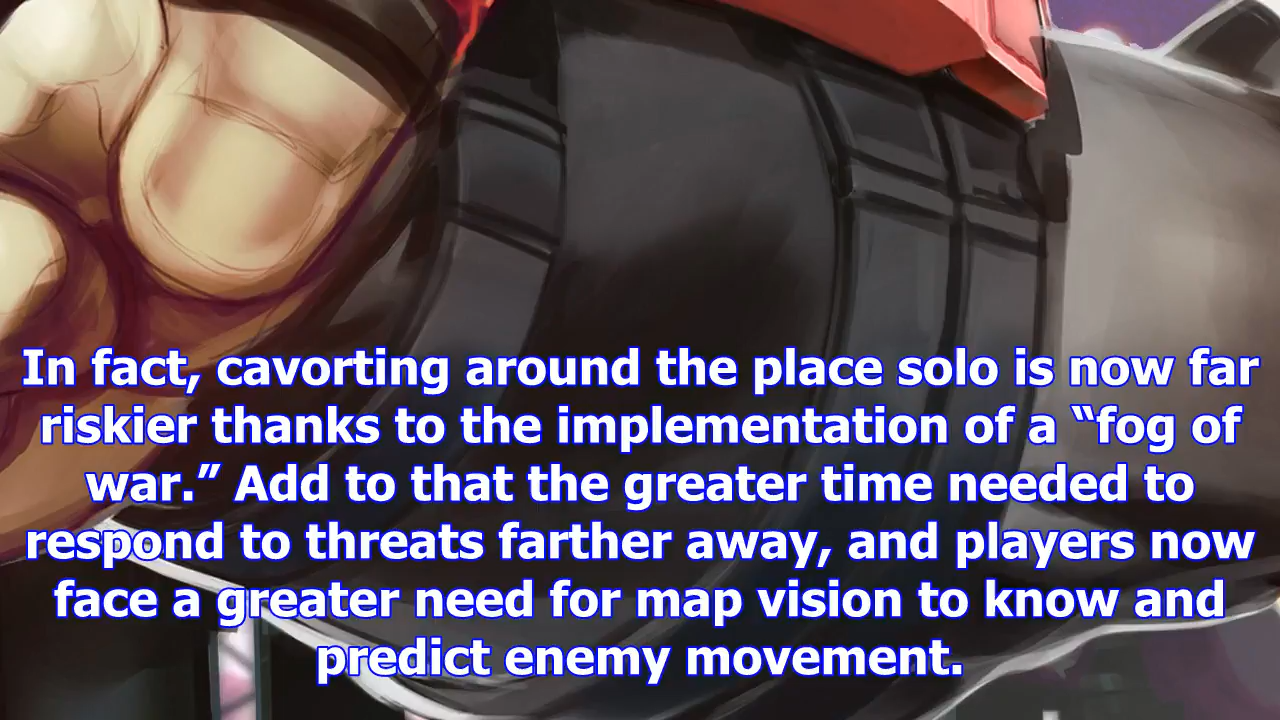 In fact, cavorting around the place solo is now far
riskier thanks to the implementation of a “fog of
war.” Add to that the greater time needed to
respond to threats farther away, and players now
face a greater need for map vision to know and
predict enemy movement.